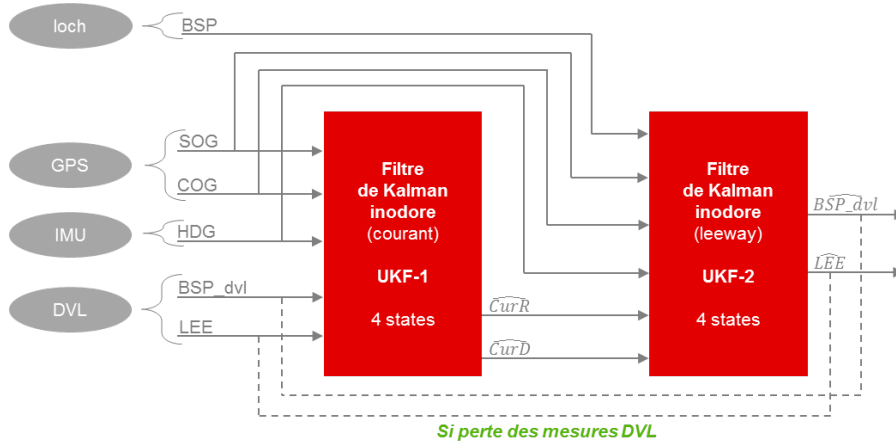 loch
BSP
GPS
SOG
COG
IMU
HDG
DVL
BSP_dvl
LEE
Filtre
de Kalman
inodore
(courant)
UKF-1
4 states
CurR
CurD
Filtre
de Kalman
inodore
(leeway)
UKF-2
4 states
BSP_dvl
LEE
Si perte des mesures DVL